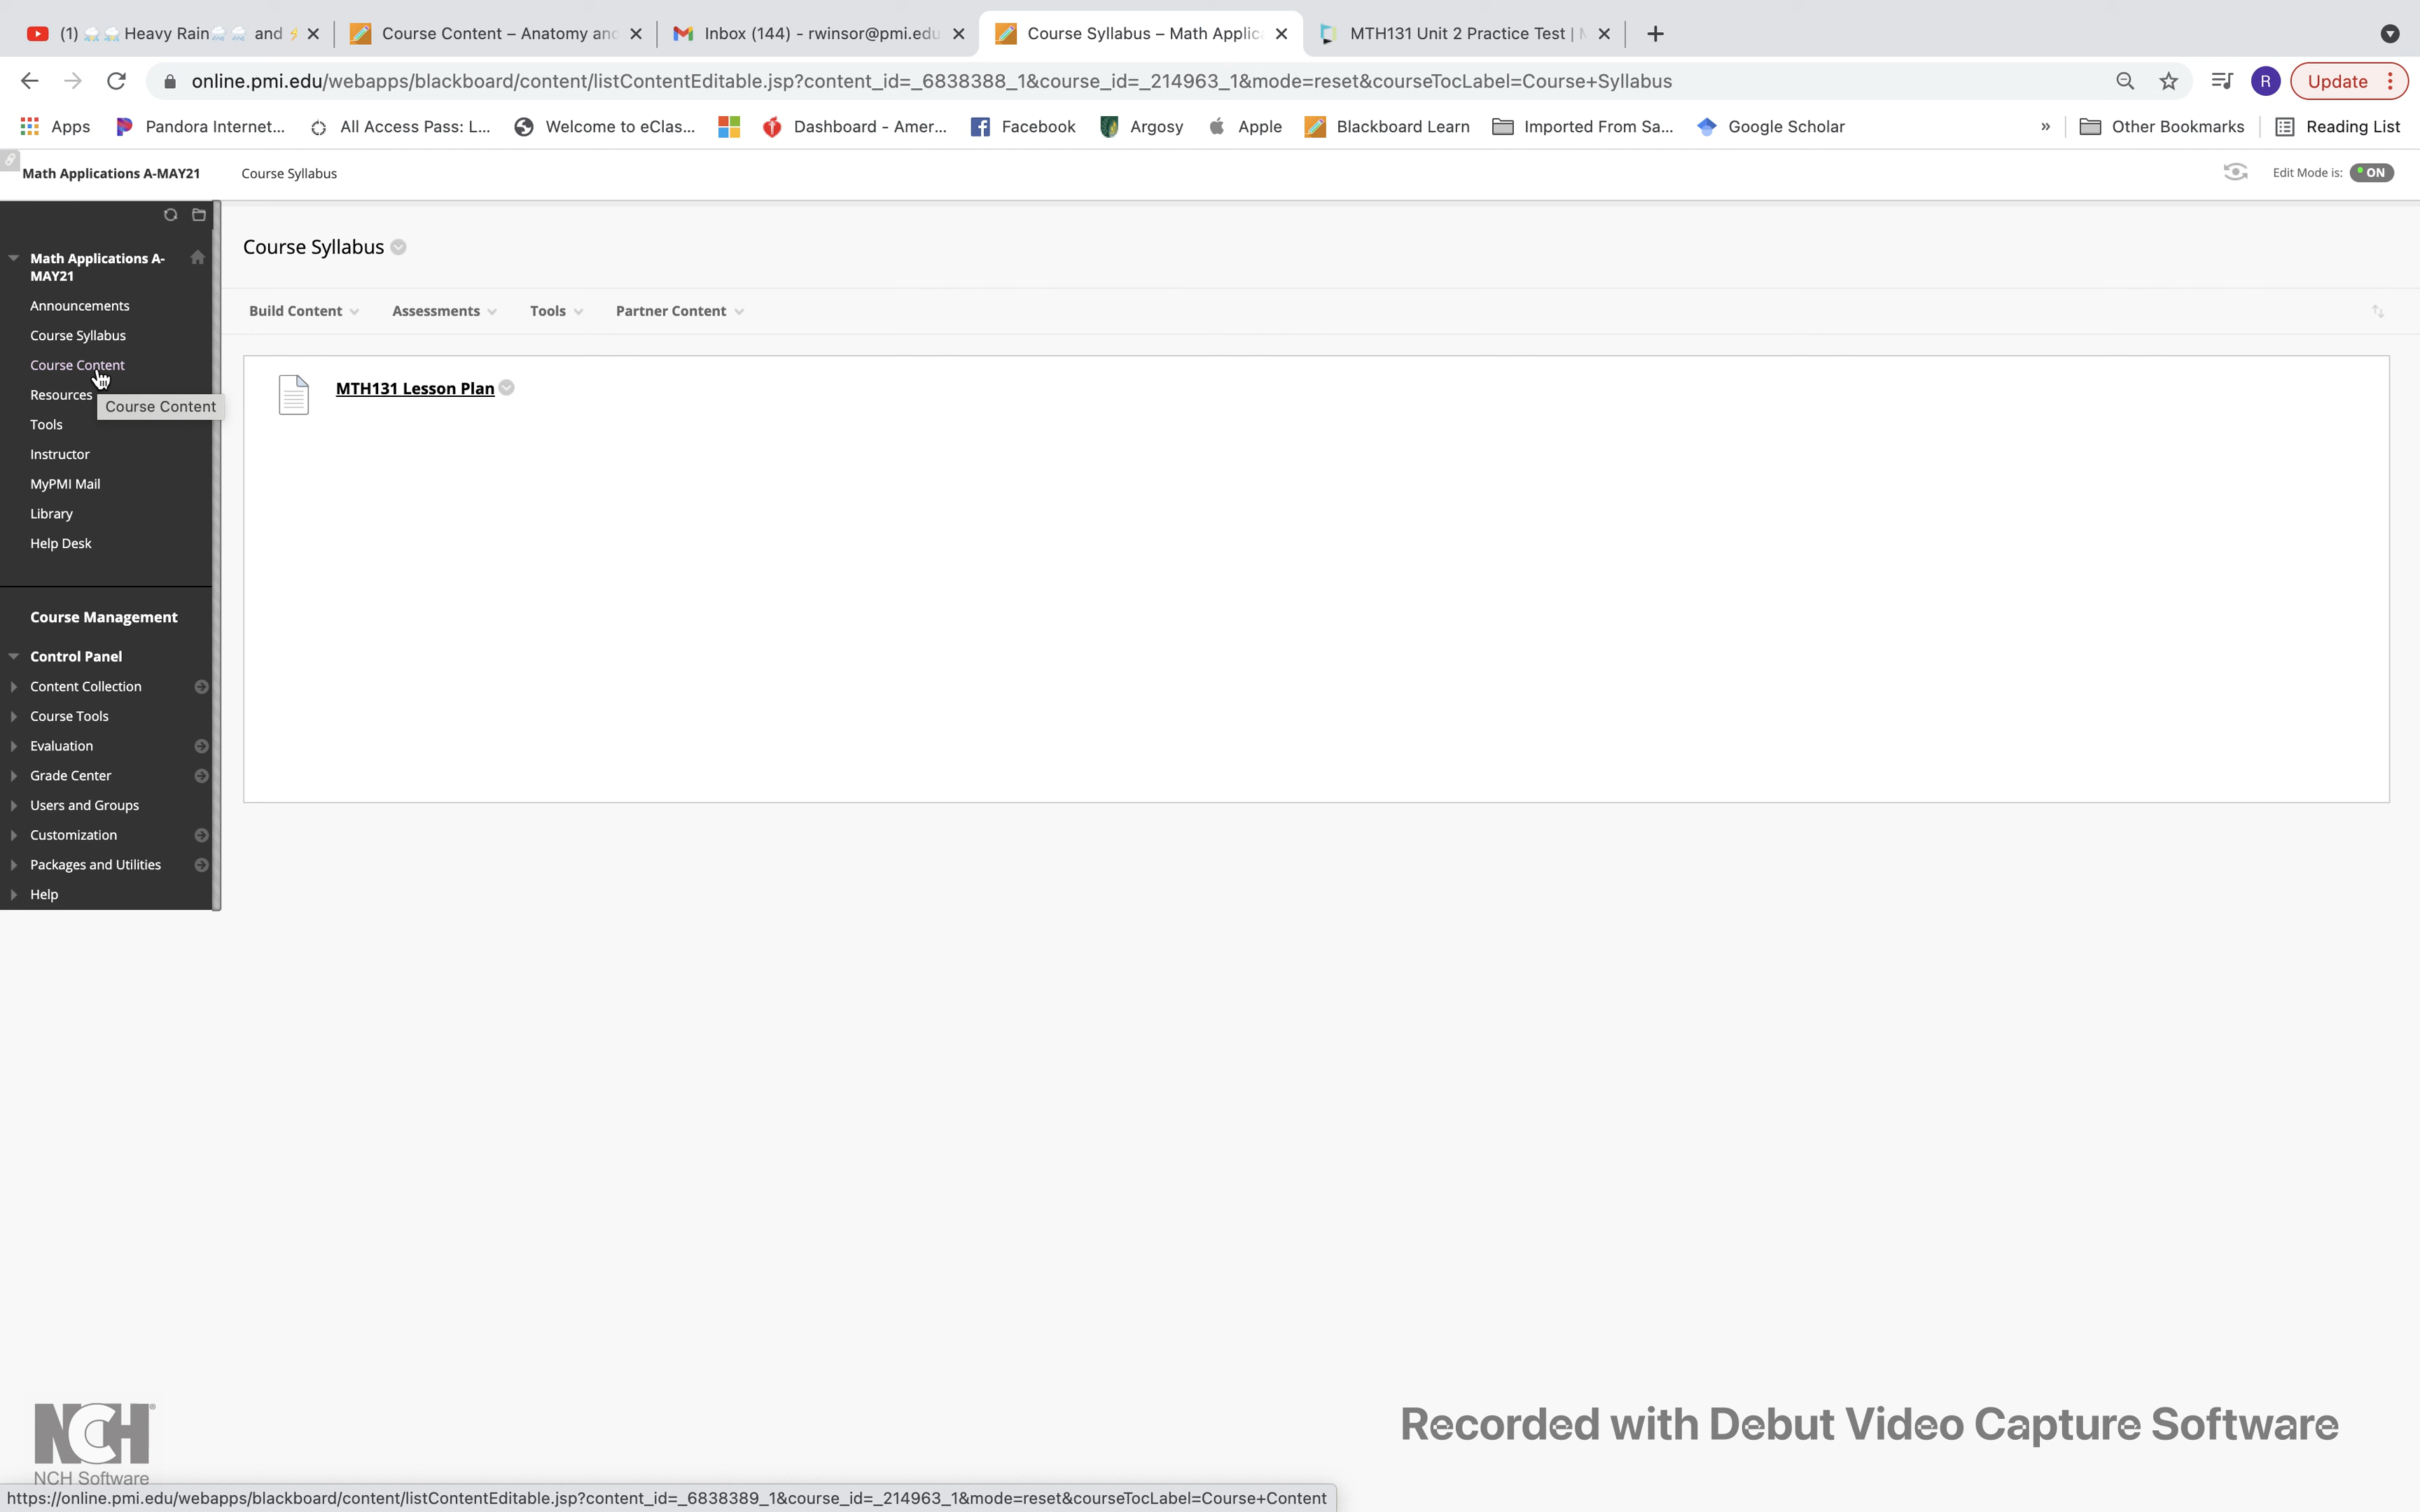 (1) Heavy Rain and
Course Content – Anatomy and
Inbox (144) - rwinsor@pmi.edu
Course Syllabus – Math Applic
MTH131 Unit 2 Practice Test |
online.pmi.edu/webapps/blackboard/content/listContentEditable.jsp?content_id=_6838388_1&course_id=_214963_1&mode=reset&courseTocLabel=Course+Syllabus
R
Update
Apps
Pandora Internet...
All Access Pass: L...
Welcome to eClas...
Dashboard - Amer...
Facebook
Argosy
Apple
Blackboard Learn
Imported From Sa...
Google Scholar
»
Other Bookmarks
Reading List
Math Applications A-MAY21
Course Syllabus
Edit Mode is: ON
Math Applications A-
MAY21
Announcements
Course Syllabus
Course Content
Resources
Course Content
Tools
Instructor
MyPMI Mail
Library
Help Desk
Course Management
Control Panel
Content Collection
Course Tools
Evaluation
Grade Center
Users and Groups
Customization
Packages and Utilities
Help
Course Syllabus
Build Content
Assessments
Tools
Partner Content
MTH131 Lesson Plan
NCH®
NCH Software
Recorded with Debut Video Capture Software
https://online.pmi.edu/webapps/blackboard/content/listContentEditable.jsp?content_id=_6838389_1&course_id=_214963_1&mode=reset&courseTocLabel=Course+Content